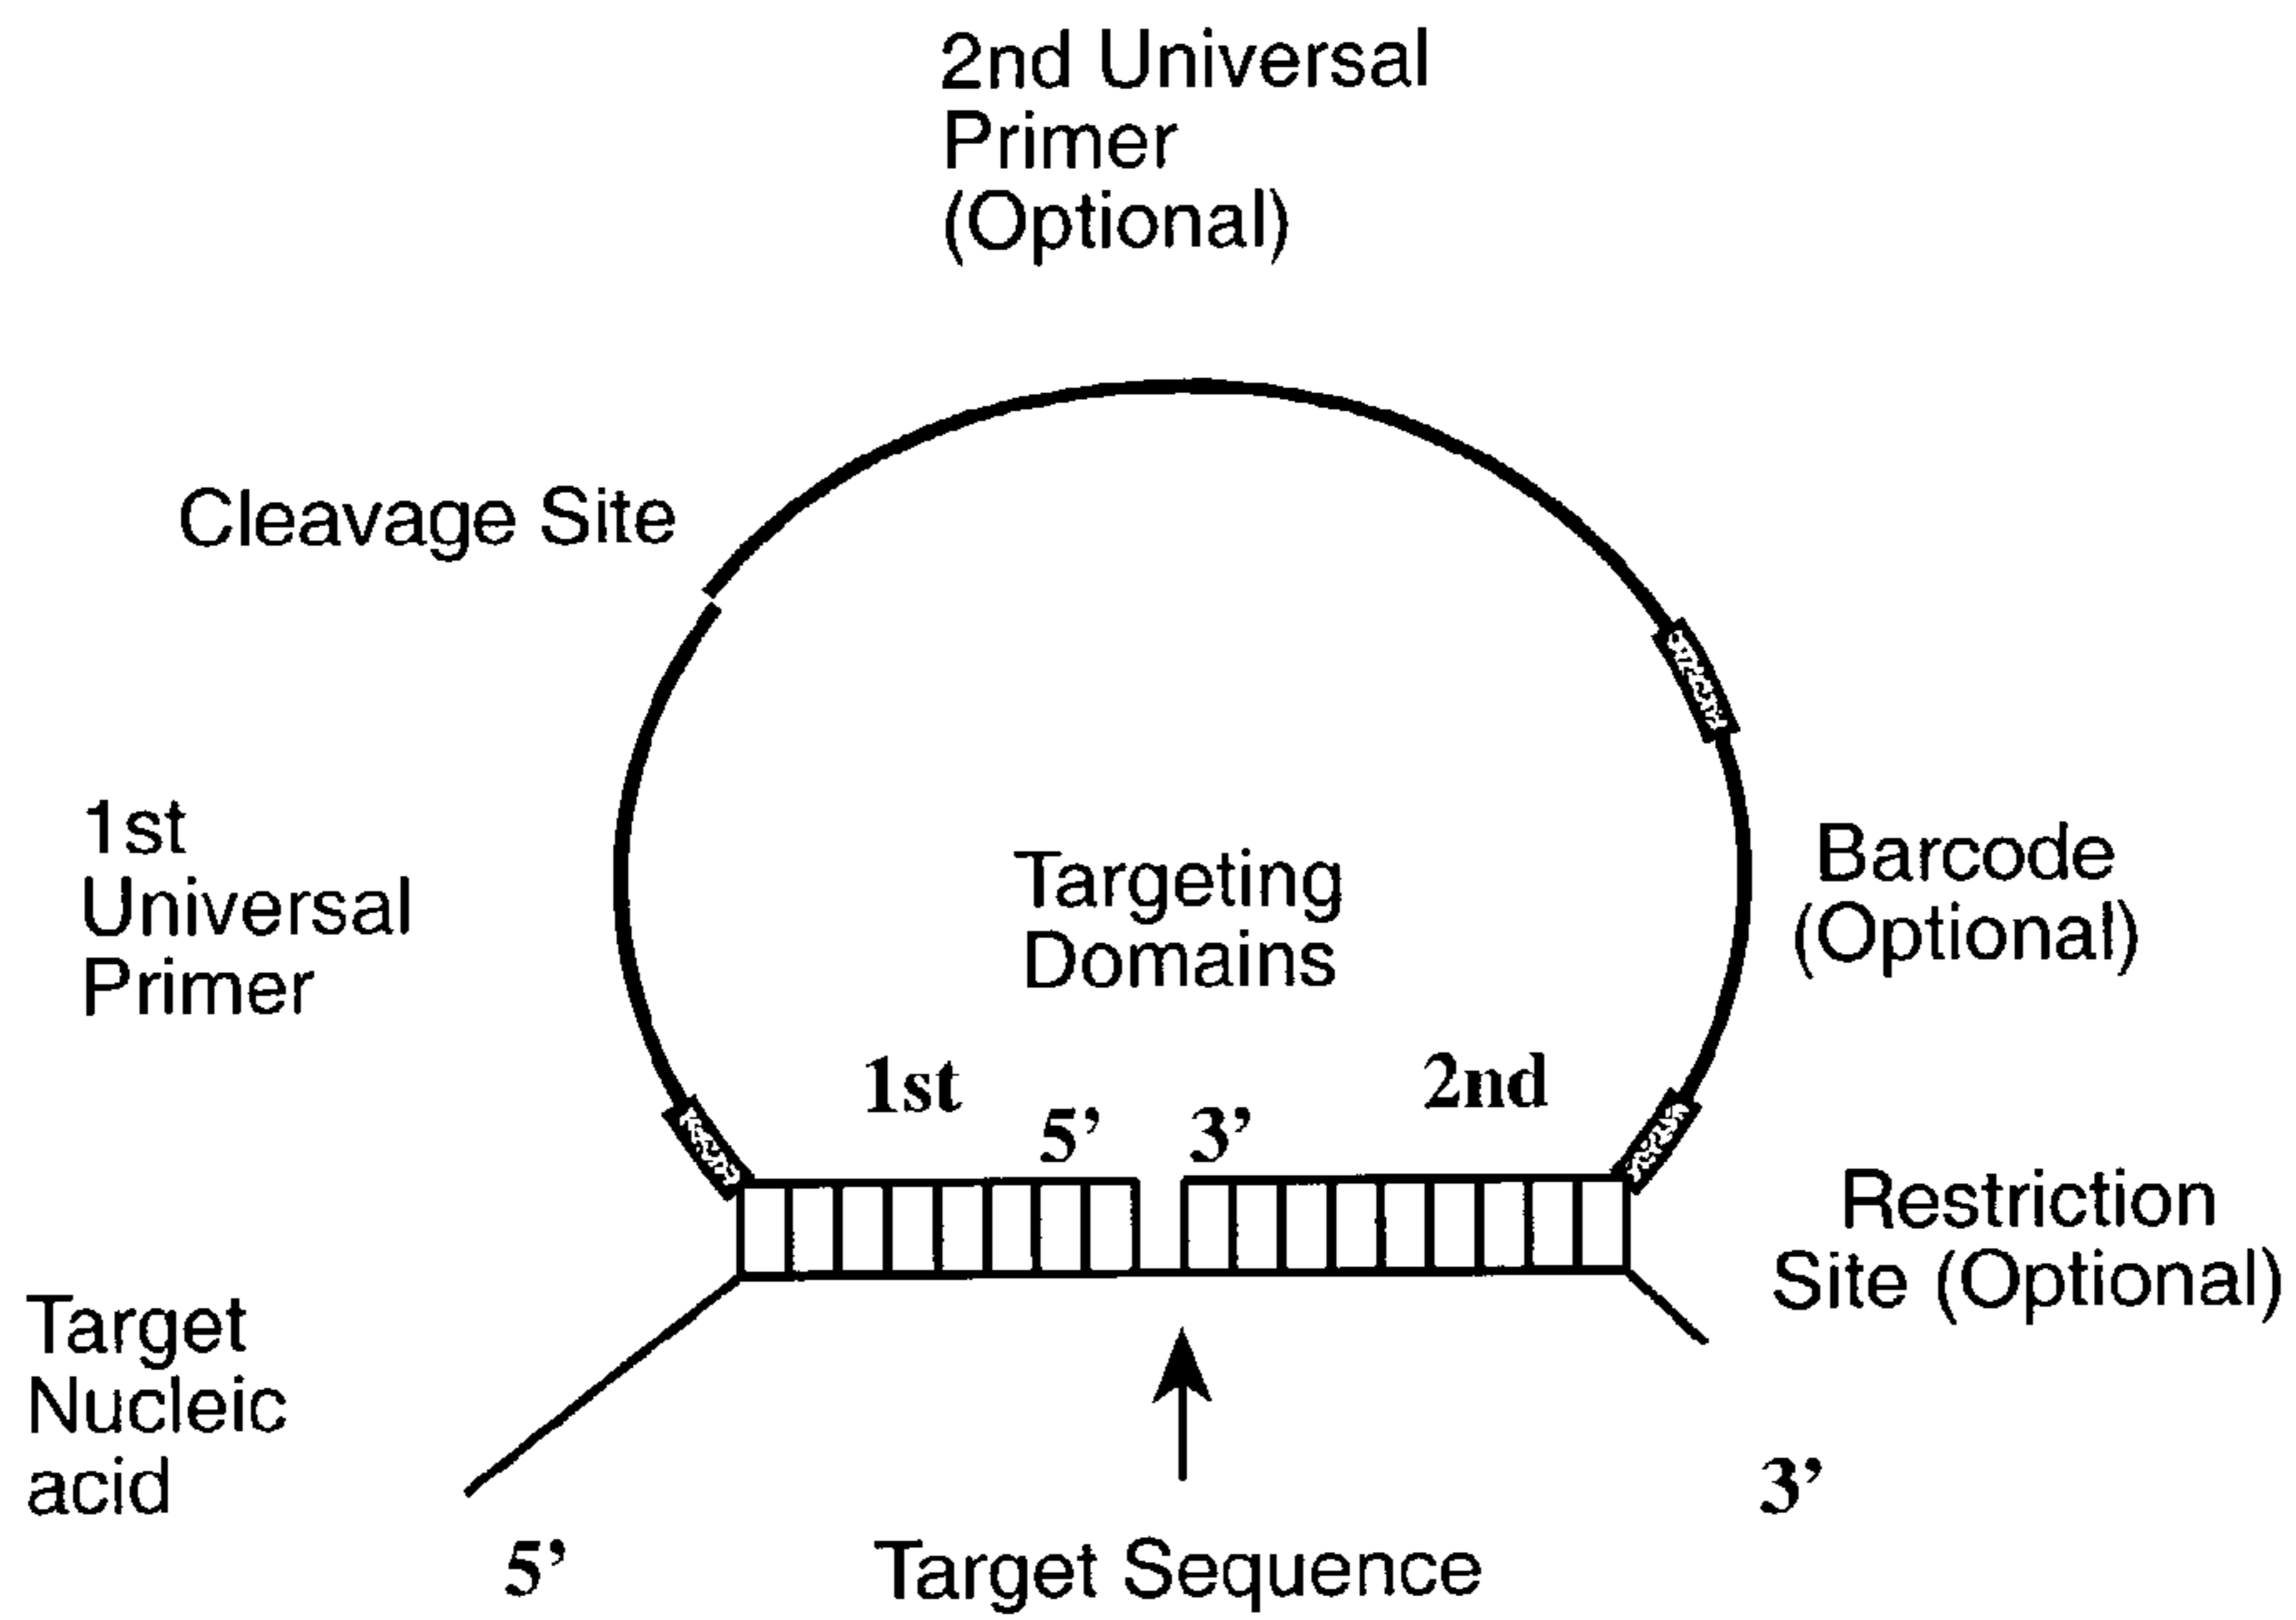 2nd Universal
Primer
(Optional)
Cleavage Site
1st
Universal
Primer
Targeting
Domains
Barcode
(Optional)
1st
2nd
5’
3’
Restriction
Site (Optional)
Target
Nucleic
acid
3’
5’
Target Sequence